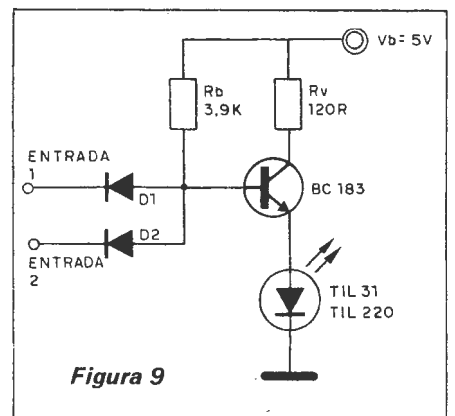 Vb= 5V
Rb
3,9K
Rv
120R
ENTRADA
1
D1
BC 183
D2
ENTRADA
2
TIL 31
TIL 220
Figura 9